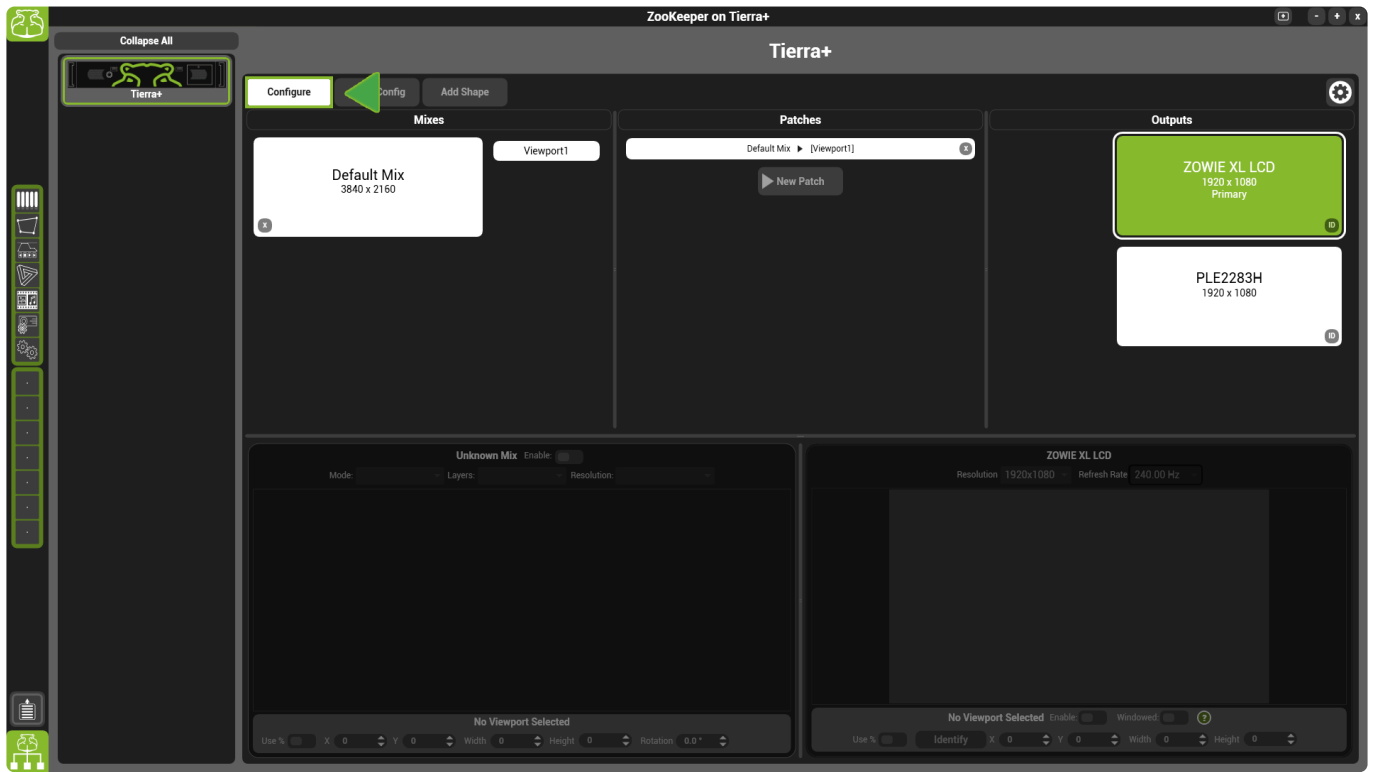 ZooKeeper on Tierra+
- + x
Collapse All
Tierra+
Tierra+
Configure
Config
Add Shape
Mixes
Patches
Outputs
Default Mix
3840 x 2160
X
Viewport1
Default Mix ▶ [Viewport1]
X
New Patch
ZOWIE XL LCD
1920 x 1080
Primary
ID
PLE2283H
1920 x 1080
ID
Unknown Mix Enable:
Mode: Layers: Resolution:
No Viewport Selected
Use % X 0 Y 0 Width 0 Height 0 Rotation 0.0 °
ZOWIE XL LCD
Resolution 1920x1080 Refresh Rate 240.00 Hz
No Viewport Selected Enable: Windowed: ?
Use % Identify X 0 Y 0 Width 0 Height 0